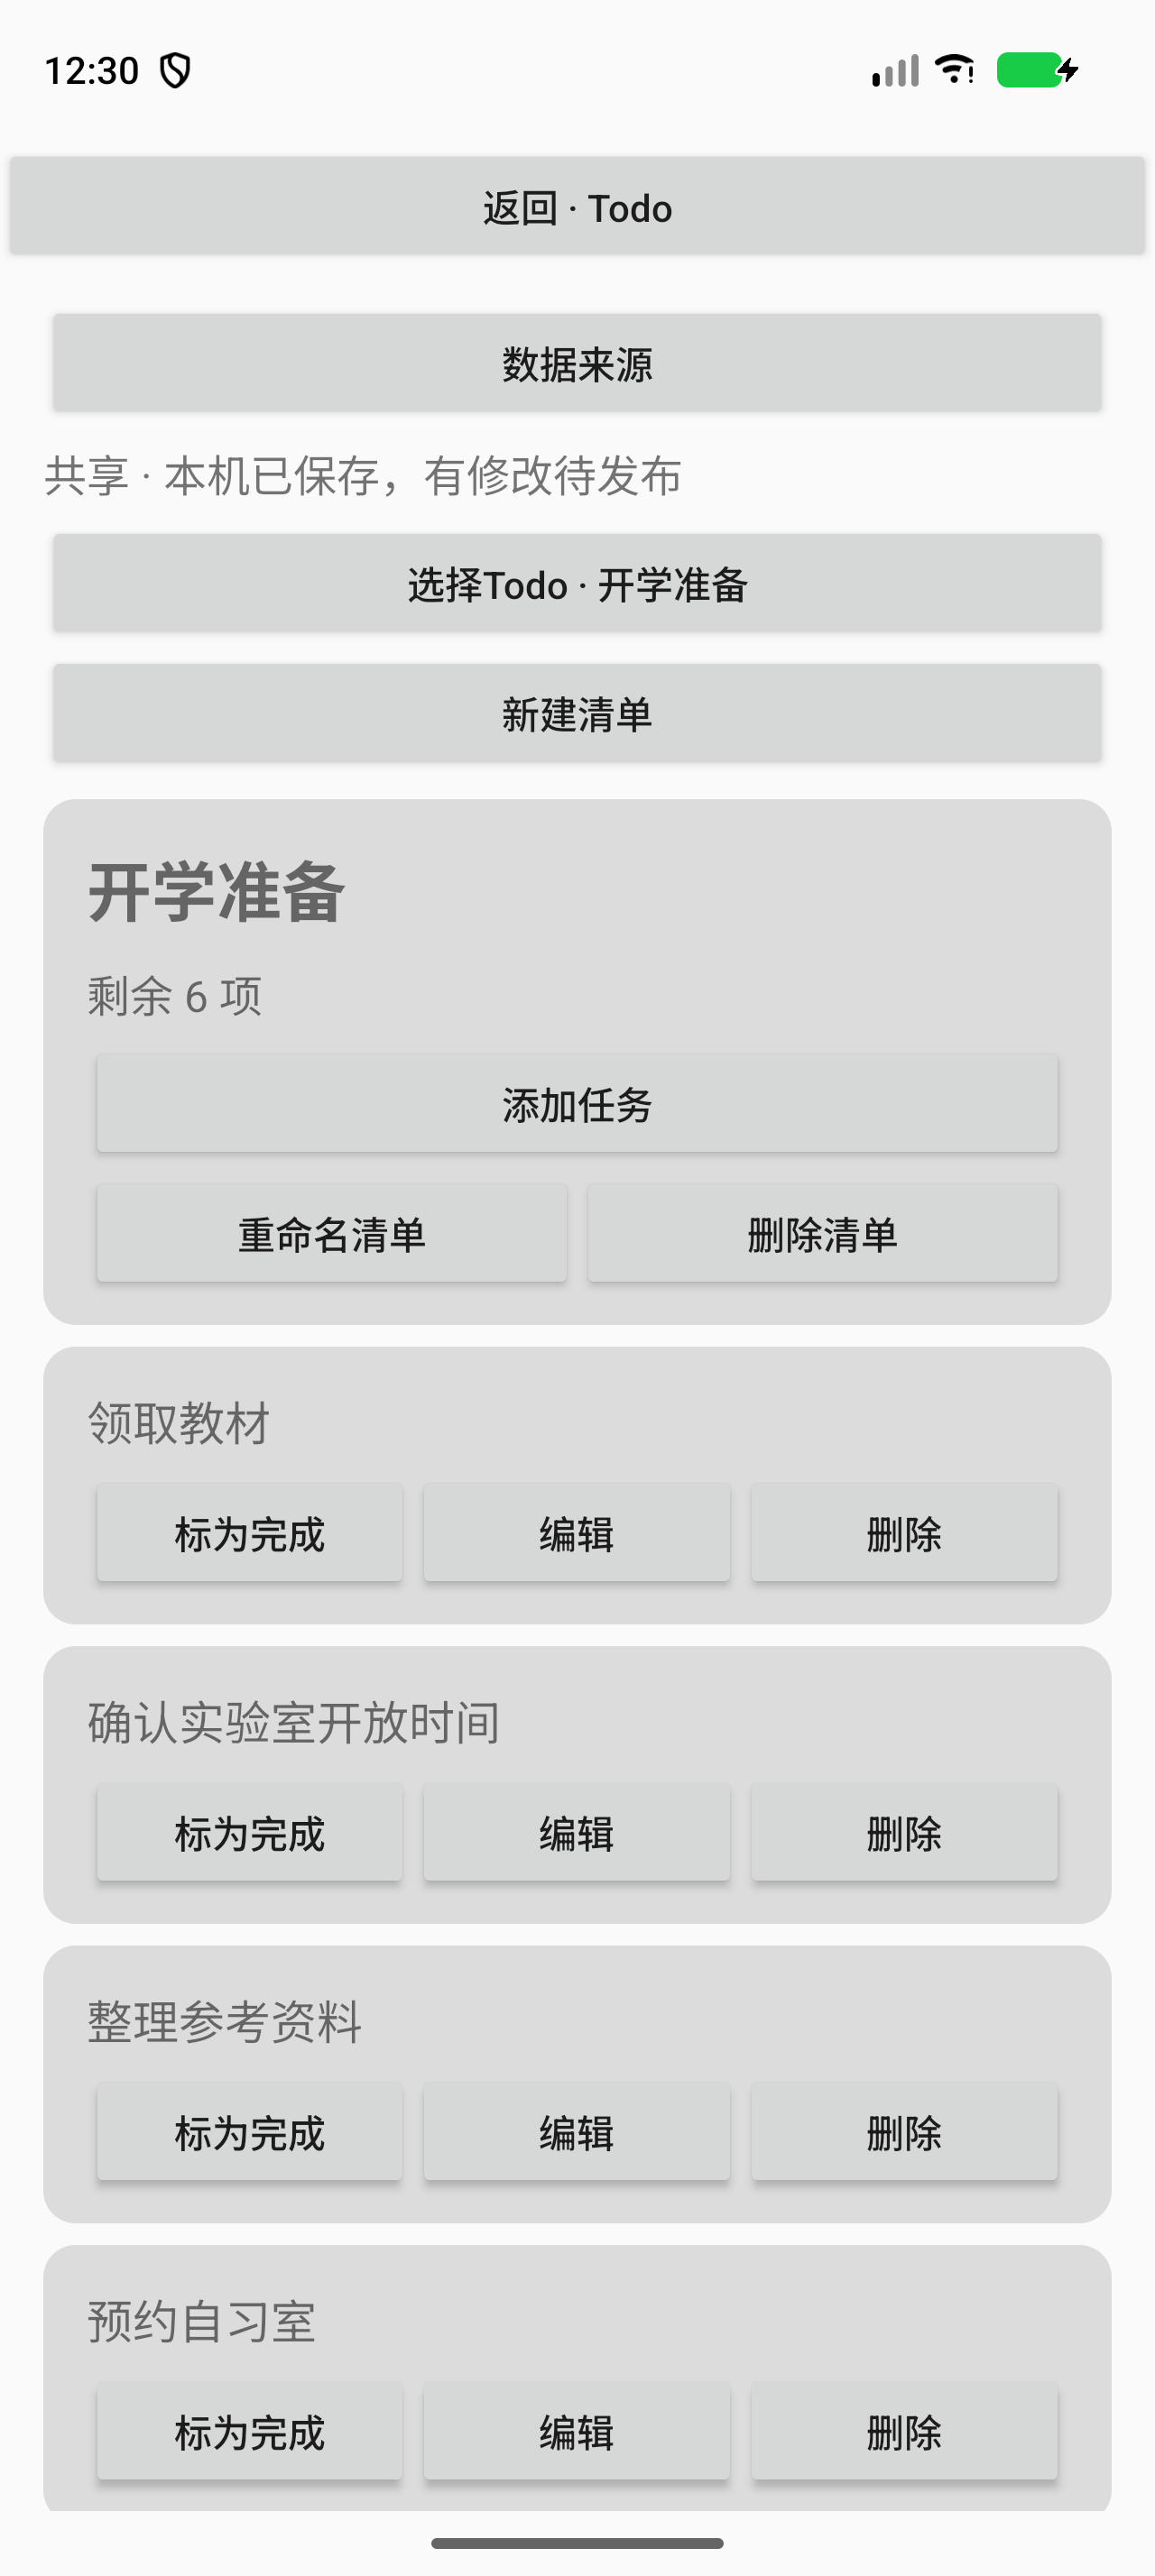 12:30
返回 · Todo
数据来源
共享 · 本机已保存，有修改待发布
选择Todo · 开学准备
新建清单
开学准备
剩余 6 项
添加任务
重命名清单 删除清单
领取教材
标为完成 编辑 删除
确认实验室开放时间
标为完成 编辑 删除
整理参考资料
标为完成 编辑 删除
预约自习室
标为完成 编辑 删除